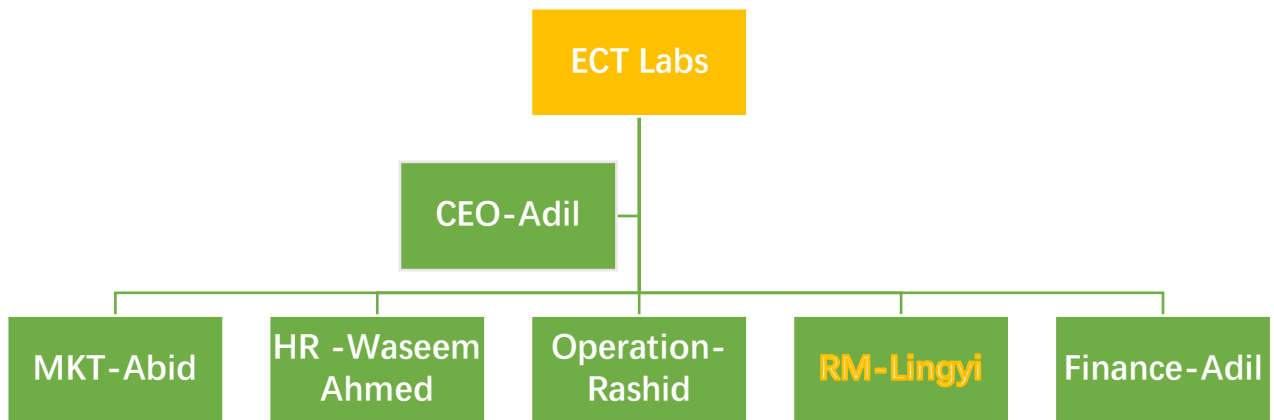 ECT Labs
CEO-Adil
MKT-Abid
HR -Waseem
Ahmed
Operation-
Rashid
RM-Lingyi
Finance-Adil